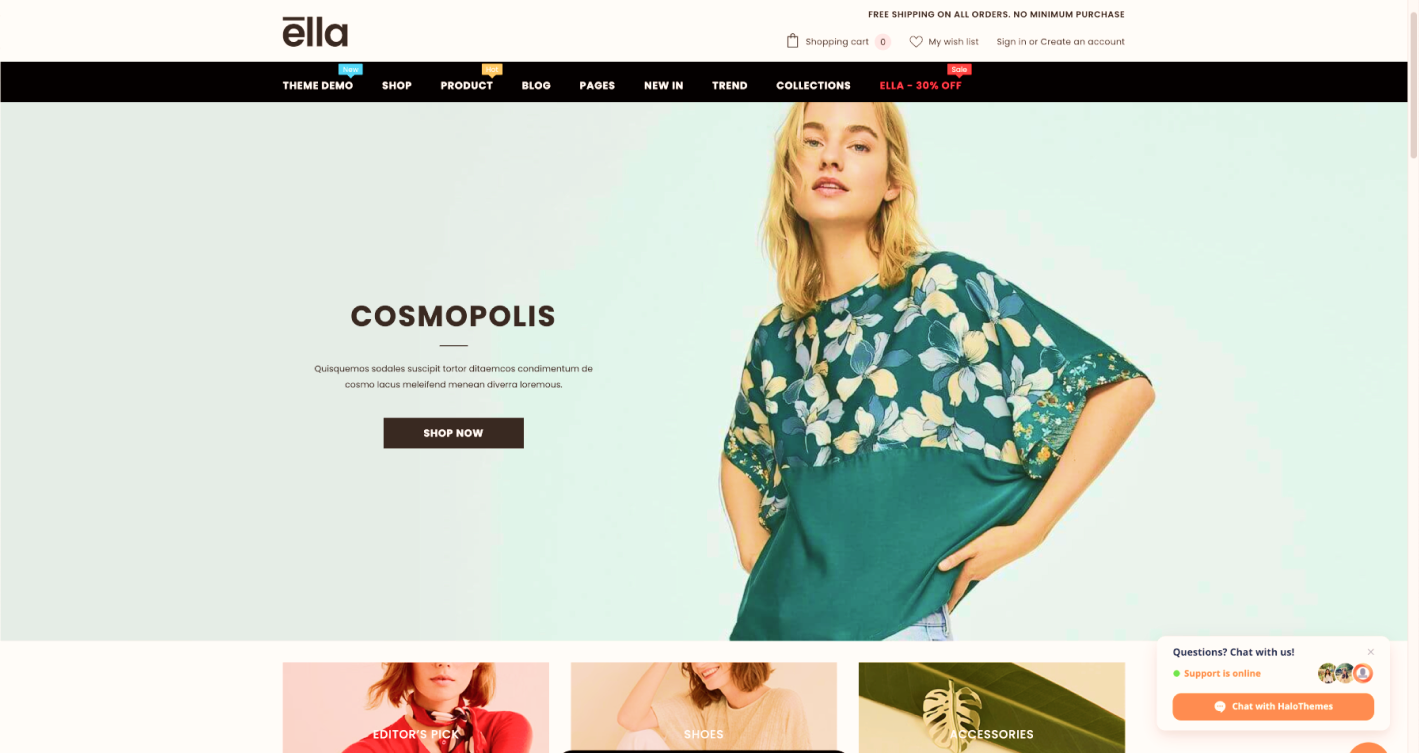 ella
FREE SHIPPING ON ALL ORDERS. NO MINIMUM PURCHASE
Shopping cart 0 My wish list Sign in or Create an account
New Hot Sale
THEME DEMO SHOP PRODUCT BLOG PAGES NEW IN TREND COLLECTIONS ELLA - 30% OFF
COSMOPOLIS
Quisquemos sodales suscipit tortor ditaemcos condimentum de
cosmo lacus meleifend menean diverra loremous.
SHOP NOW
EDITOR'S PICK SHOES ACCESSORIES
Questions? Chat with us!
Support is online
Chat with HaloThemes